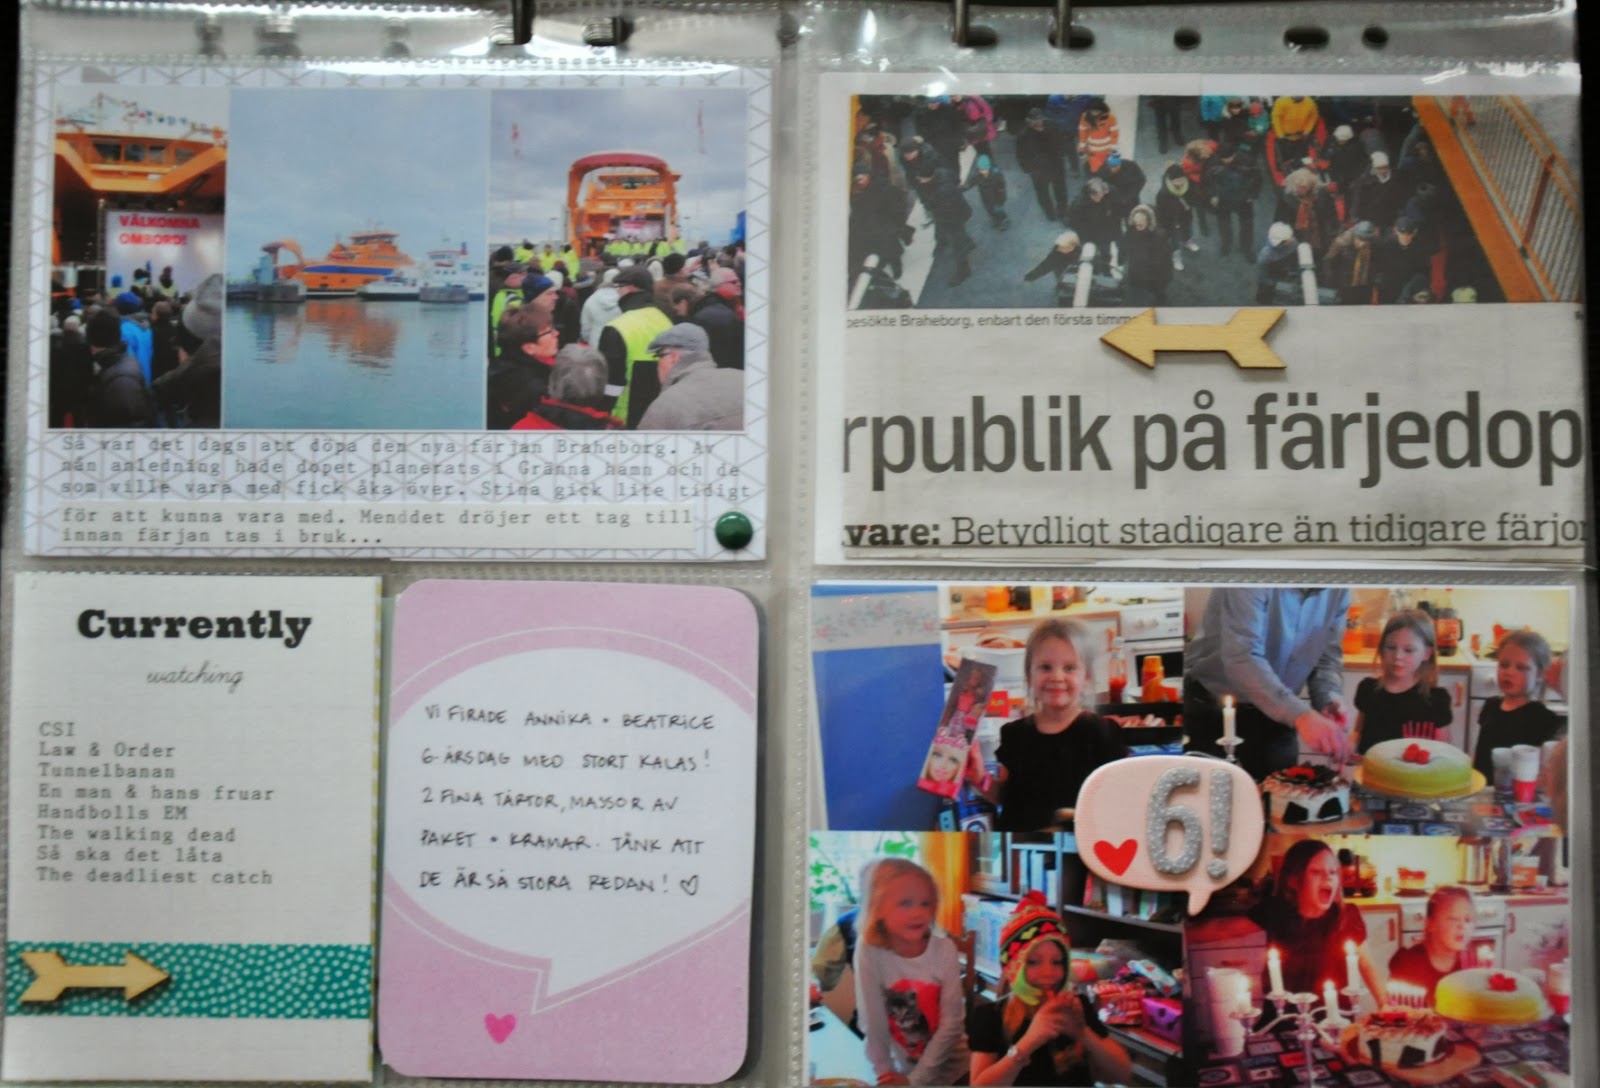 VÄLKOMNA
OMBORD!
Så var det dags att döpa den nya färjan Braheborg. Av
nån anledning hade dopet planerats i Gränna hamn och de
som ville vara med fick åka över. Stina gick lite tidigt
för att kunna vara med. Menddet dröjer ett tag till
innan färjan tas i bruk...
besökte Braheborg, enbart den första timm
rpublik på färjedop
vare: Betydligt stadigare än tidigare färjor
Currently
watching
CSI
Law & Order
Tunnelbanan
En man & hans fruar
Handbolls EM
The walking dead
Så ska det låta
The deadliest catch
VI FIRADE ANNIKA + BEATRICE
6-ÅRSDAG MED STORT KALAS!
2 FINA TÅRTOR, MASSOR AV
PAKET + KRAMAR. TÄNK ATT
DE ÄR SÅ STORA REDAN! ♡
6!